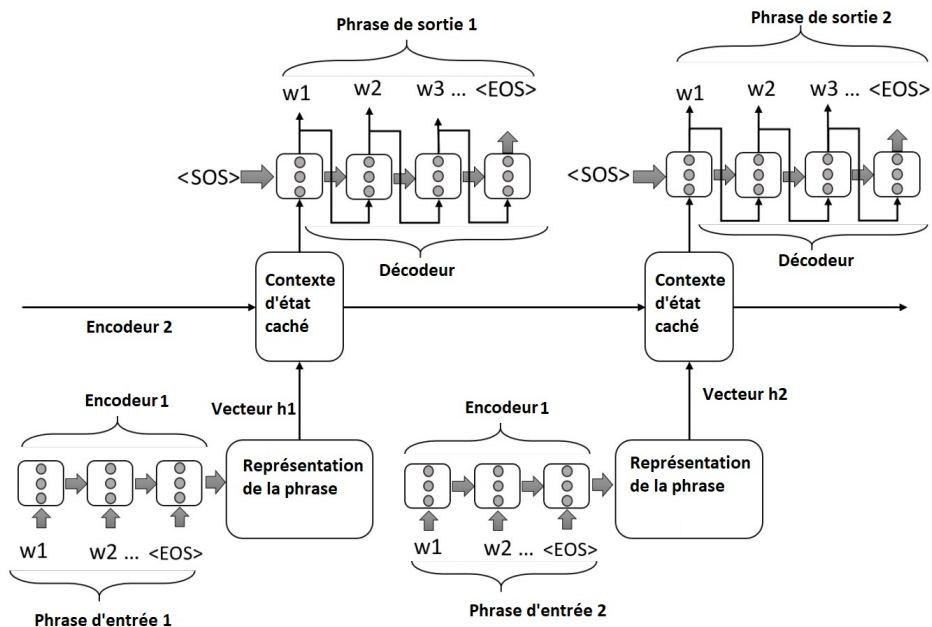 Phrase de sortie 1
Phrase de sortie 2
w1 w2 w3 ... <EOS>
w1 w2 w3 ... <EOS>
<SOS>
<SOS>
Décodeur
Décodeur
Contexte
d'état
caché
Contexte
d'état
caché
Encodeur 2
Encodeur 1
Vecteur h1
Encodeur 1
Vecteur h2
Représentation
de la phrase
Représentation
de la phrase
w1 w2 ... <EOS>
w1 w2 ... <EOS>
Phrase d'entrée 1
Phrase d'entrée 2